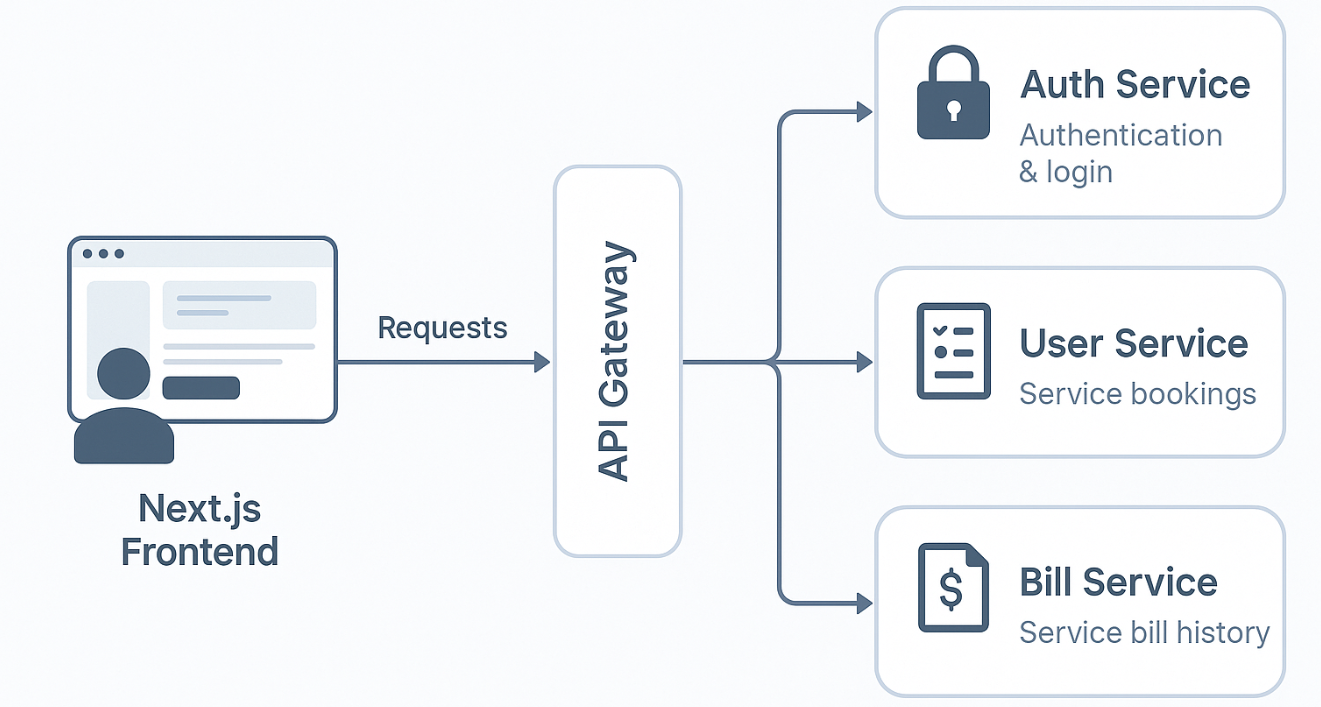 Next.js
Frontend
Requests
API Gateway
Auth Service
Authentication
& login
User Service
Service bookings
Bill Service
$
Service bill history